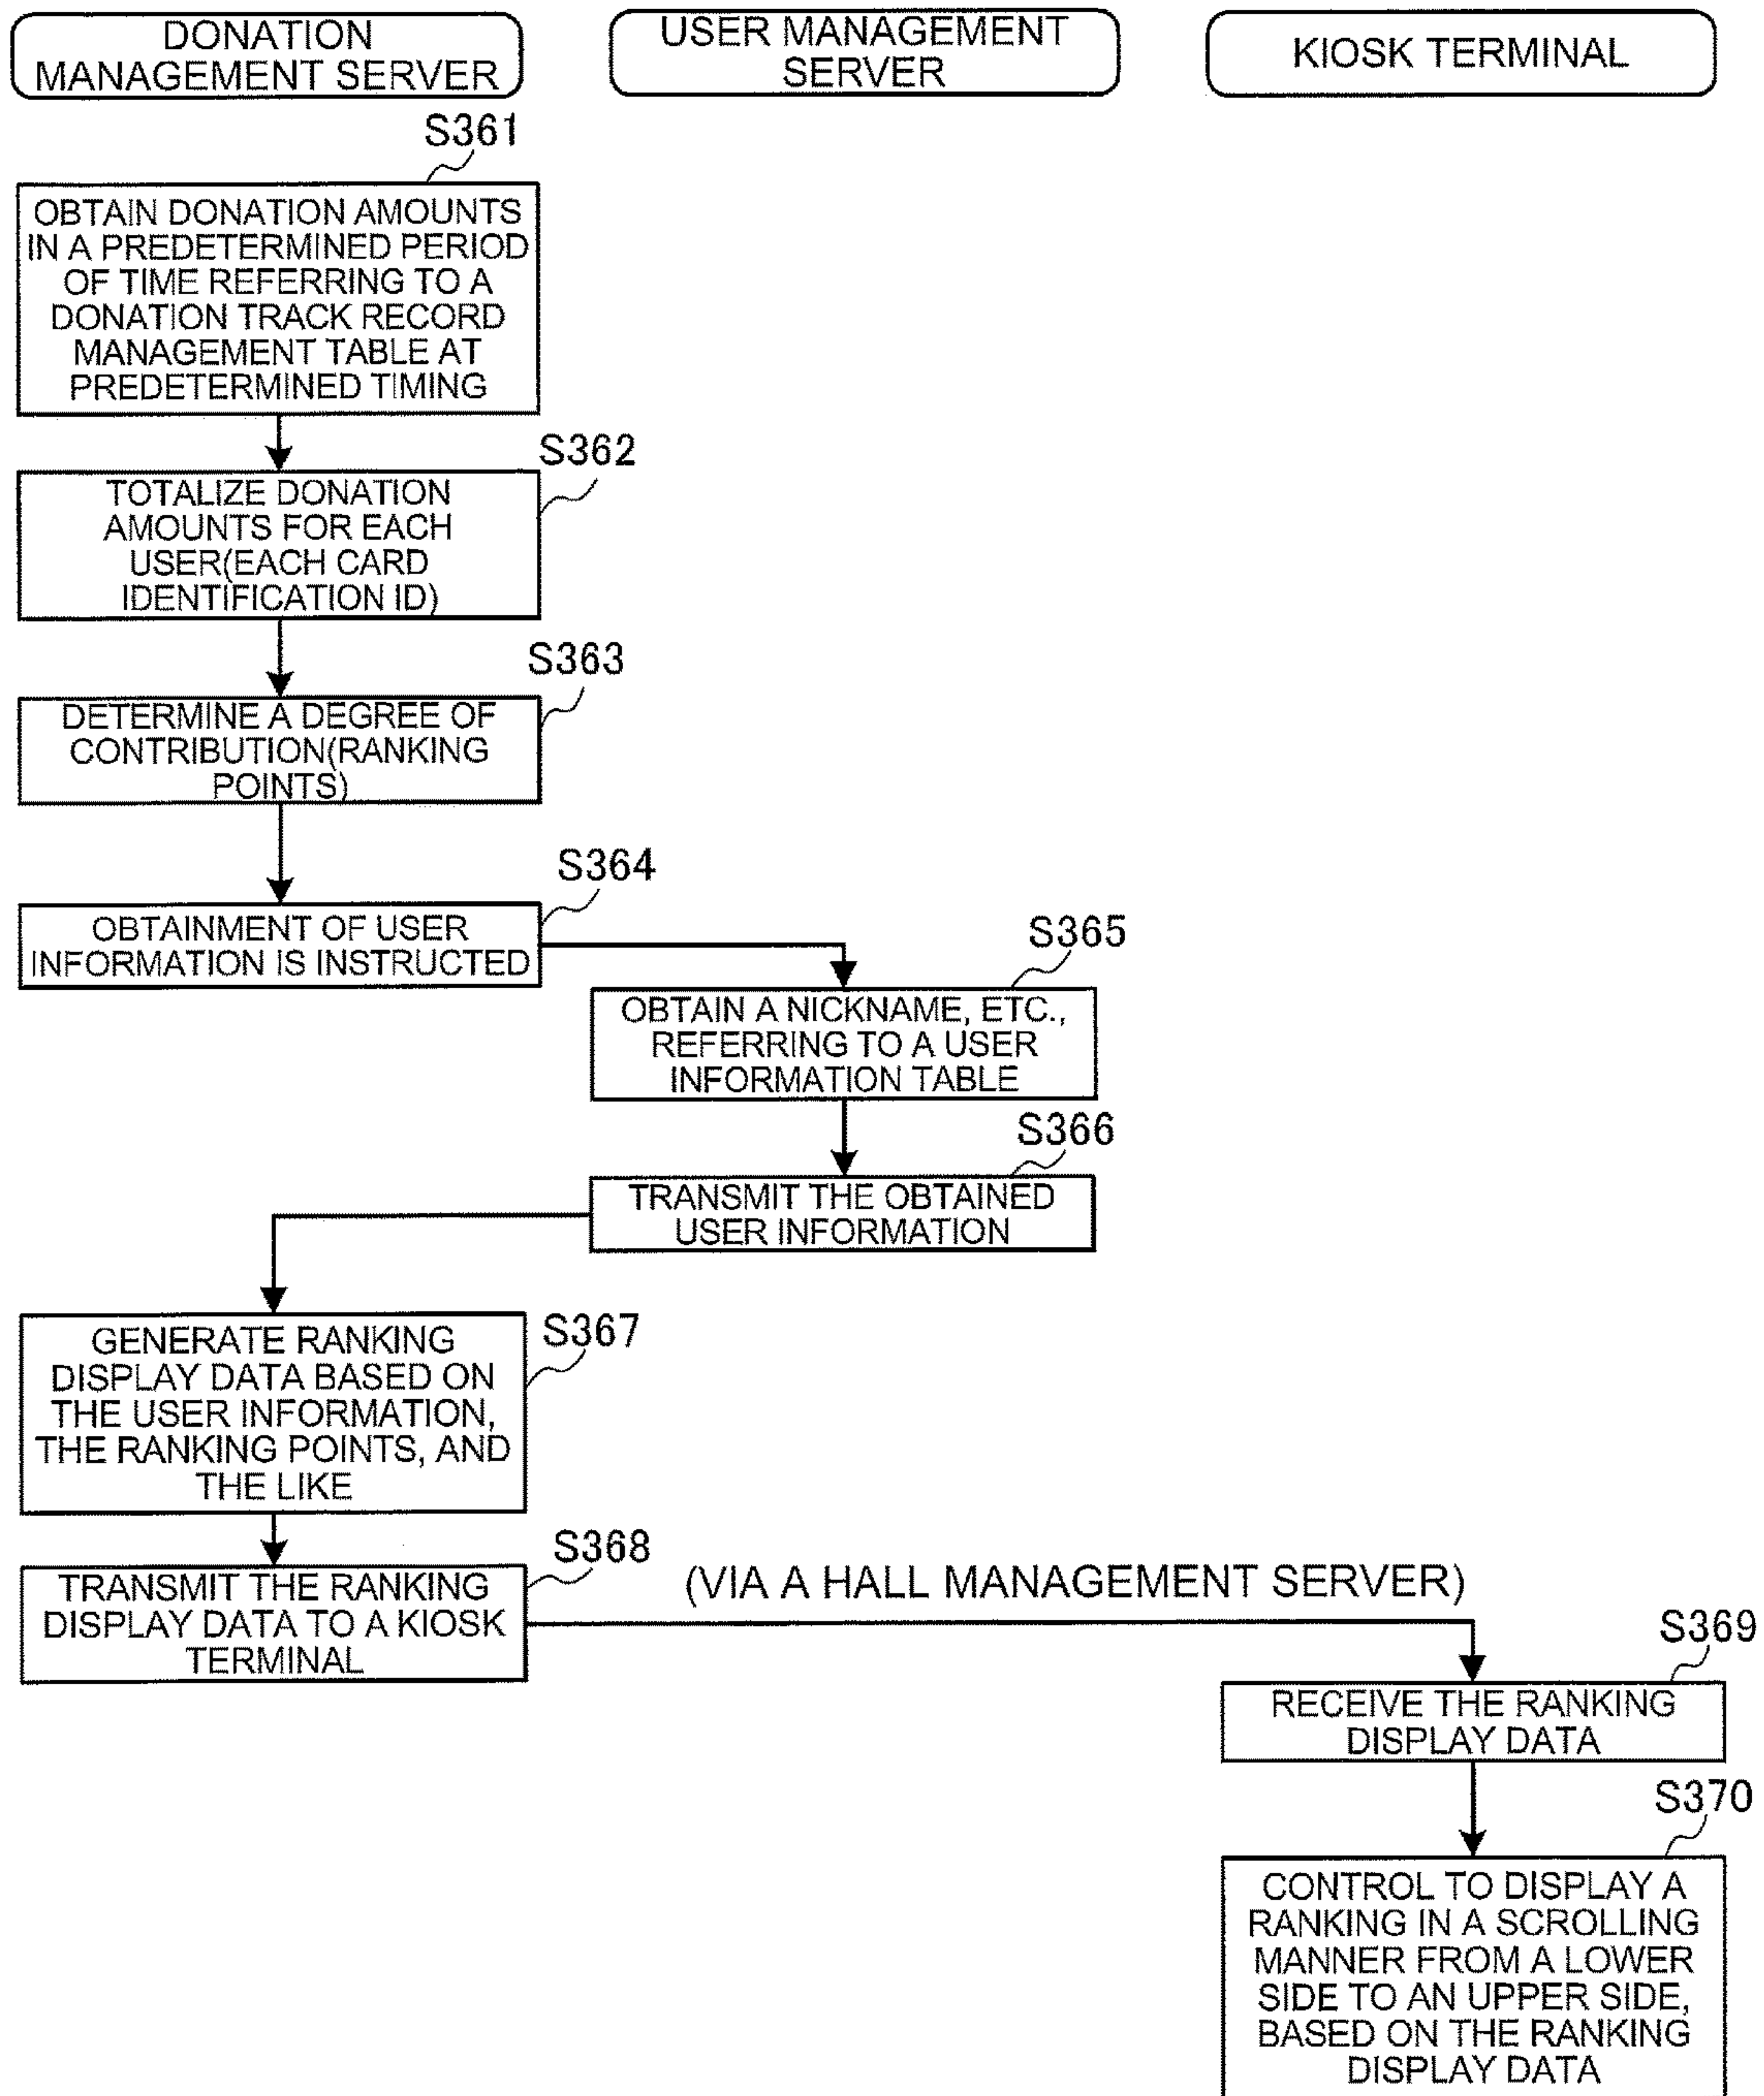 DONATION
MANAGEMENT SERVER
USER MANAGEMENT
SERVER
KIOSK TERMINAL
S361
OBTAIN DONATION AMOUNTS
IN A PREDETERMINED PERIOD
OF TIME REFERRING TO A
DONATION TRACK RECORD
MANAGEMENT TABLE AT
PREDETERMINED TIMING
S362
TOTALIZE DONATION
AMOUNTS FOR EACH
USER(EACH CARD
IDENTIFICATION ID)
S363
DETERMINE A DEGREE OF
CONTRIBUTION(RANKING
POINTS)
S364
OBTAINMENT OF USER
INFORMATION IS INSTRUCTED
S365
OBTAIN A NICKNAME, ETC.,
REFERRING TO A USER
INFORMATION TABLE
S366
TRANSMIT THE OBTAINED
USER INFORMATION
S367
GENERATE RANKING
DISPLAY DATA BASED ON
THE USER INFORMATION,
THE RANKING POINTS, AND
THE LIKE
S368
TRANSMIT THE RANKING
DISPLAY DATA TO A KIOSK
TERMINAL
(VIA A HALL MANAGEMENT SERVER)
S369
RECEIVE THE RANKING
DISPLAY DATA
S370
CONTROL TO DISPLAY A
RANKING IN A SCROLLING
MANNER FROM A LOWER
SIDE TO AN UPPER SIDE,
BASED ON THE RANKING
DISPLAY DATA